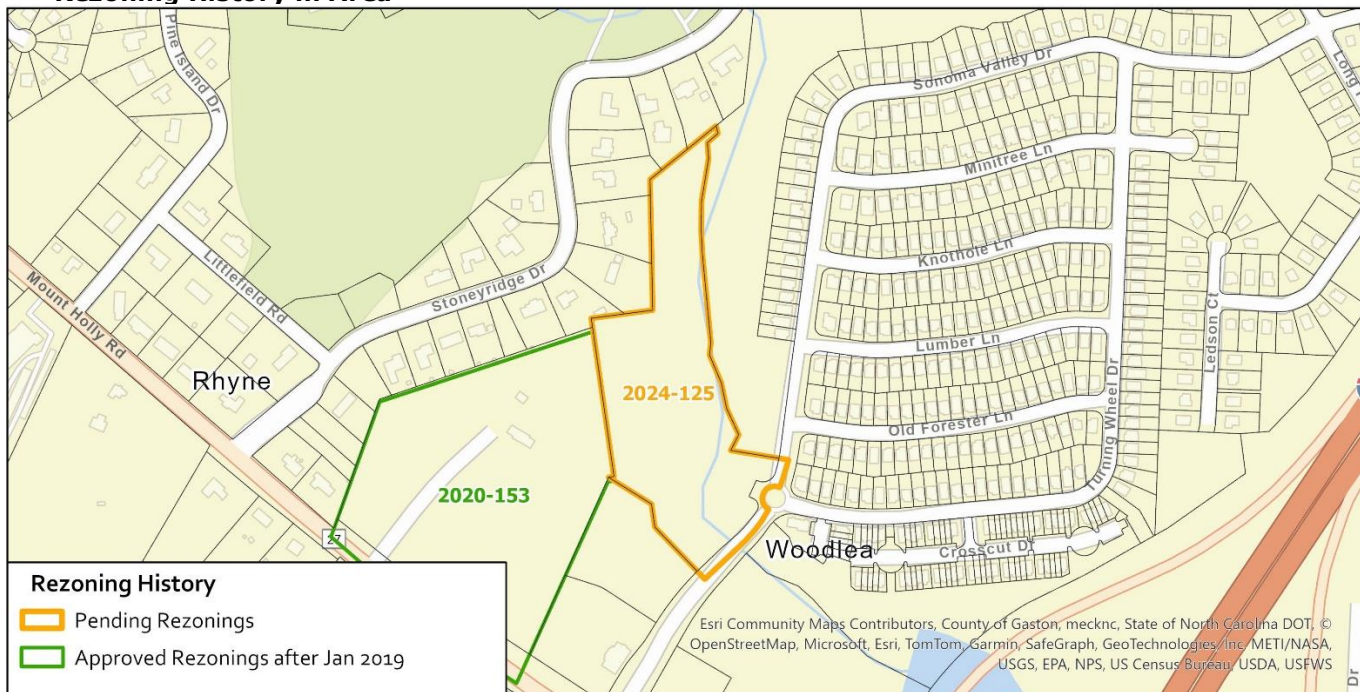 Rezoning History in Area
Pine Island Dr
Sonoma Valley Dr
Minitree Ln
Knothole Ln
Littlefield Rd
Stoneyridge Dr
Mount Holly Rd
Rhyne
Lumber Ln
Ledson Ct
2024-125
Old Forester Ln
Turning Wheel Dr
2020-153
27
Woodlea
Crosscut Dr
Rezoning History
Pending Rezonings
Approved Rezonings after Jan 2019
Esri Community Maps Contributors, County of Gaston, mecknc, State of North Carolina DOT, ©
OpenStreetMap, Microsoft, Esri, TomTom, Garmin, SafeGraph, GeoTechnologies, Inc, METI/NASA,
USGS, EPA, NPS, US Census Bureau, USDA, USFWS
Dr